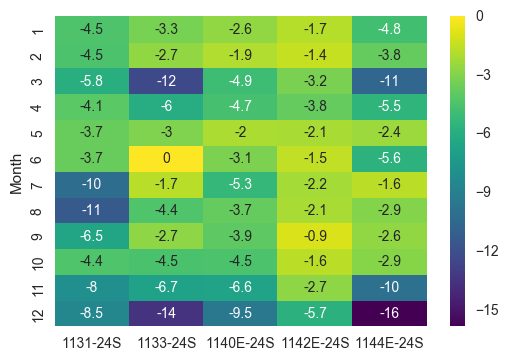 0
1 -4.5 -3.3 -2.6 -1.7 -4.8
2 -4.5 -2.7 -1.9 -1.4 -3.8
-3
3 -5.8 -12 -4.9 -3.2 -11
4 -4.1 -6 -4.7 -3.8 -5.5
5 -3.7 -3 -2 -2.1 -2.4
-6
6 -3.7 0 -3.1 -1.5 -5.6
Month
7 -10 -1.7 -5.3 -2.2 -1.6
-9
8 -11 -4.4 -3.7 -2.1 -2.9
9 -6.5 -2.7 -3.9 -0.9 -2.6
-12
10 -4.4 -4.5 -4.5 -1.6 -2.9
11 -8 -6.7 -6.6 -2.7 -10
-15
12 -8.5 -14 -9.5 -5.7 -16
1131-24S 1133-24S 1140E-24S 1142E-24S 1144E-24S